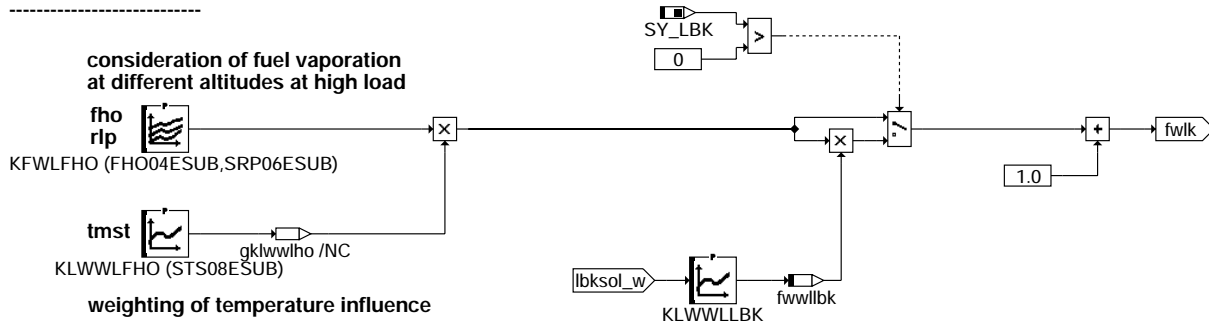 ----------------------------
SY_LBK
>
0
consideration of fuel vaporation
at different altitudes at high load
fho
rlp
P
KFWLFHO (FHO04ESUB,SRP06ESUB)
fwlk
1.0
tmst
P
gklwwlho /NC
KLWWLFHO (STS08ESUB)
weighting of temperature influence
lbksol_w
P
fwwllbk
KLWWLLBK